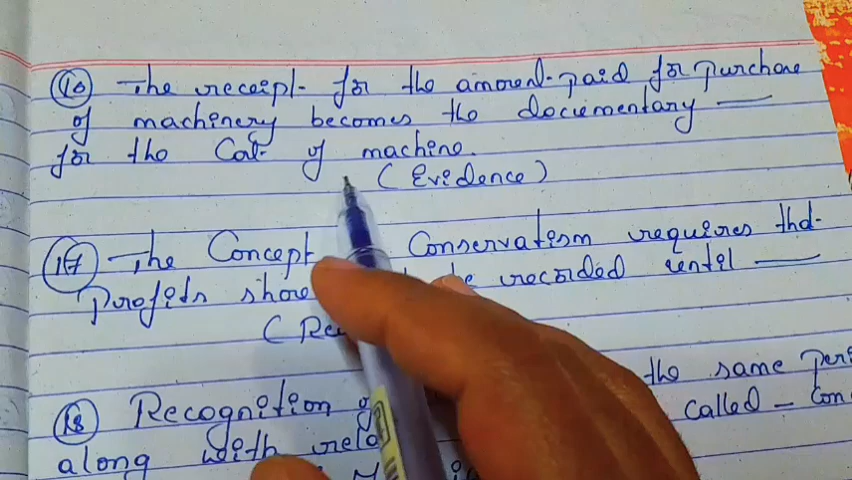 16 The receipt for the amount paid for purchase
of machinery becomes the documentary —
for the Cost of machine.
(Evidence)
17 The Concept Conservatism requires that
Profits be recorded until —
18 Recognition the same
along with called - Con